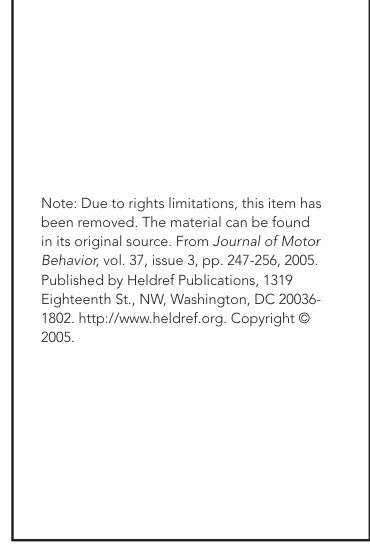 Note: Due to rights limitations, this item has
been removed. The material can be found
in its original source. From Journal of Motor
Behavior, vol. 37, issue 3, pp. 247-256, 2005.
Published by Heldref Publications, 1319
Eighteenth St., NW, Washington, DC 20036-
1802. http://www.heldref.org. Copyright ©
2005.